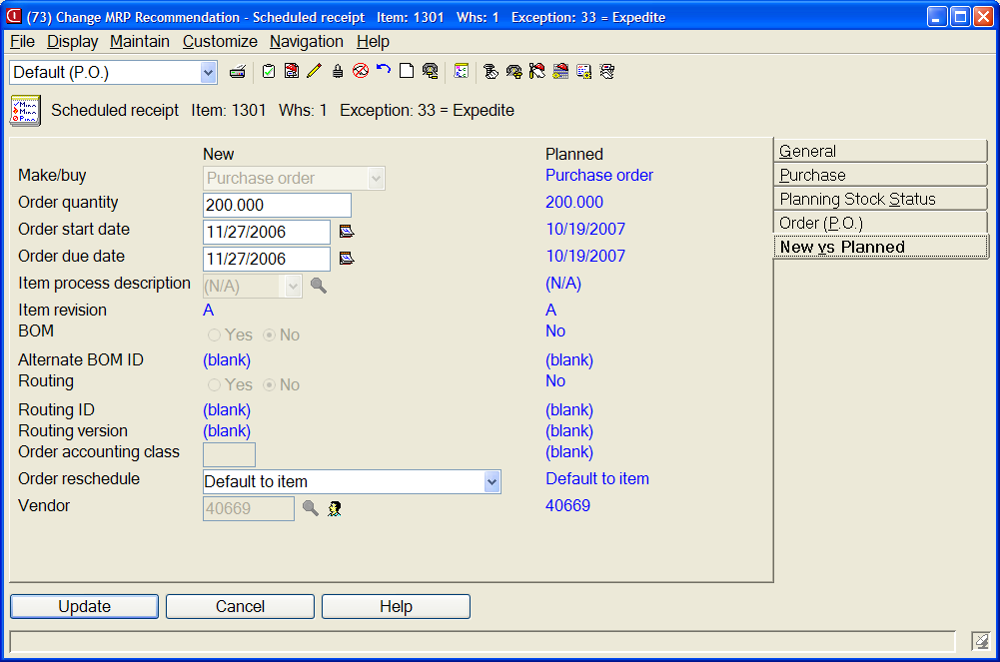 (73) Change MRP Recommendation - Scheduled receipt Item: 1301 Whs: 1 Exception: 33 = Expedite
File Display Maintain Customize Navigation Help
Default (P.O.)
Scheduled receipt Item: 1301 Whs: 1 Exception: 33 = Expedite
New Planned
Make/buy Purchase order Purchase order
Order quantity 200.000 200.000
Order start date 11/27/2006 10/19/2007
Order due date 11/27/2006 10/19/2007
Item process description (N/A) (N/A)
Item revision A A
BOM Yes No No
Alternate BOM ID (blank) (blank)
Routing Yes No No
Routing ID (blank) (blank)
Routing version (blank) (blank)
Order accounting class (blank)
Order reschedule Default to item Default to item
Vendor 40669 40669
General
Purchase
Planning Stock Status
Order (P.O.)
New vs Planned
Update Cancel Help